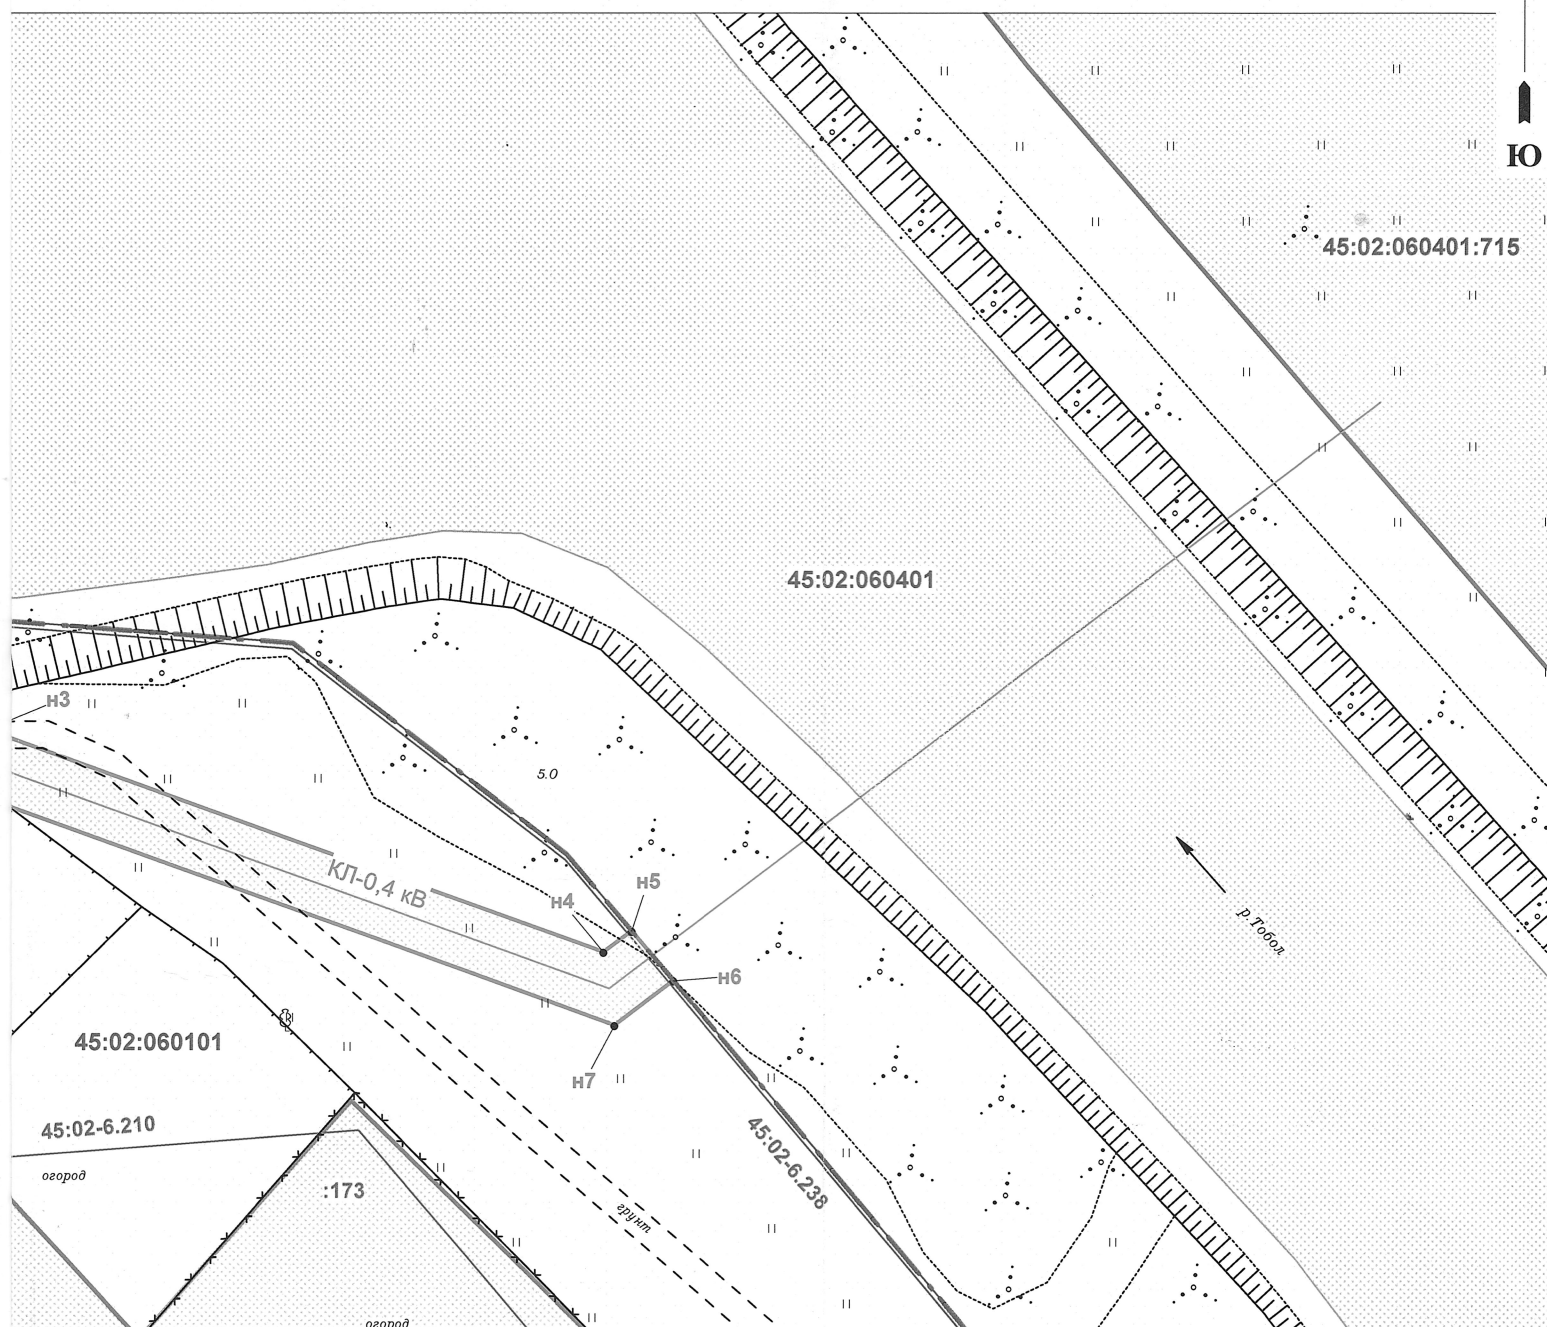 Ю
45:02:060401:715
45:02:060401
н3
5.0
КЛ-0,4 кВ
н4
н5
н6
р.Тобол
45:02:060101
н7
45:02-6.210
45:02-6.238
огород
:173
грунт
огород